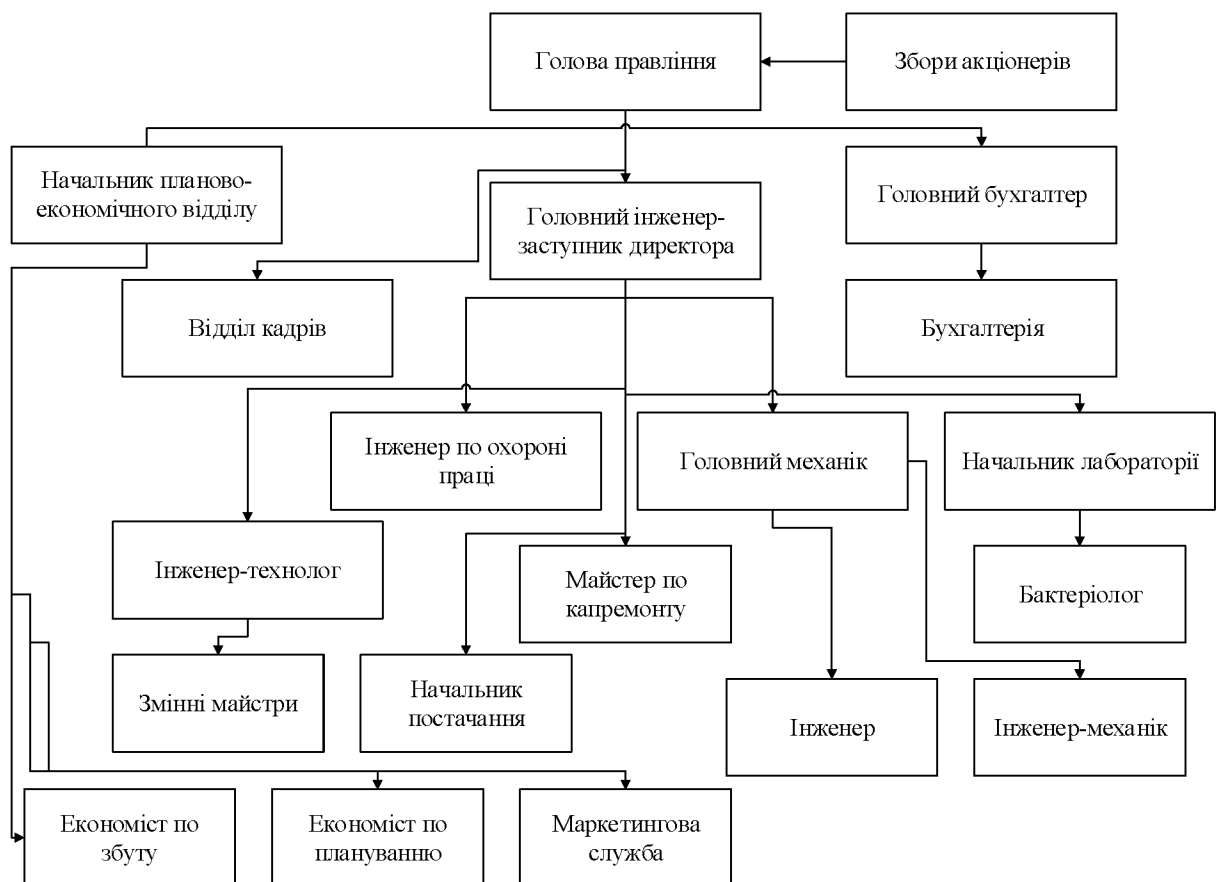 Голова правління
Збори акціонерів
Начальник планово-
економічного відділу
Головний інженер-
заступник директора
Головний бухгалтер
Відділ кадрів
Бухгалтерія
Інженер по охороні
праці
Головний механік
Начальник лабораторії
Інженер-технолог
Майстер по
капремонту
Бактеріолог
Змінні майстри
Начальник
постачання
Інженер
Інженер-механік
Економіст по
збуту
Економіст по
плануванню
Маркетингова
служба